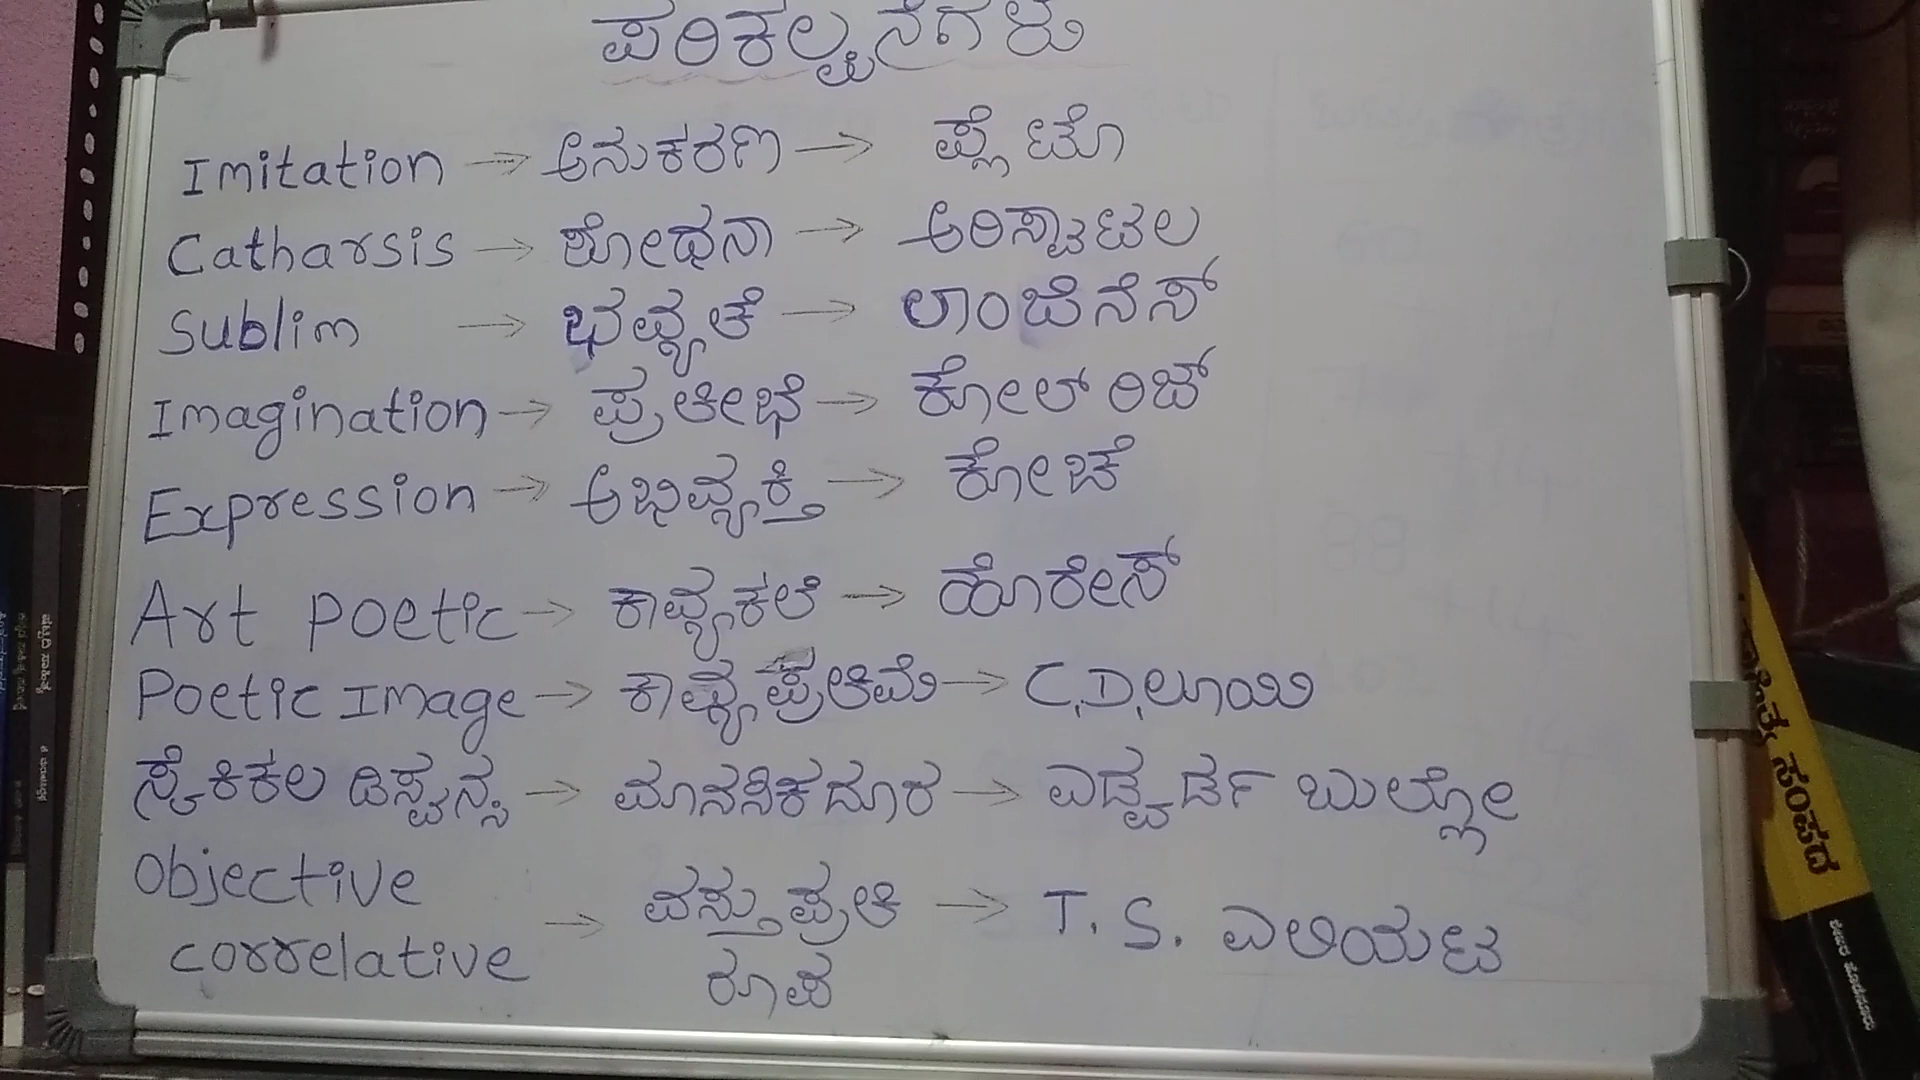 ಪರಿಕಲ್ಪನೆಗಳು
Imitation → ಅನುಕರಣ → ಪ್ಲೆಟೊ
Catharsis → ಶೋಧನಾ → ಅರಿಸ್ಟಾಟಲ
Sublim → ಭವ್ಯತೆ → ಲಾಂಜೆನೆಸ್
Imagination → ಪ್ರತೀಭೆ → ಕೋಲ್ ರಿಜ್
Expression → ಅಭಿವ್ಯಕ್ತಿ → ಕೋಚೆ
Art poetic → ಕಾವ್ಯಕಲೆ → ಹೊರೇಸ್
Poetic Image → ಕಾವ್ಯಪ್ರತಿಮೆ → C.D.ಲೂಯಿ
ಸೈಕಿಕಲ ಡಿಸ್ಟನ್ಸ → ಮಾನಸಿಕದೂರ → ಎಡ್ವರ್ಡ ಬುಲ್ಲೋ
Objective
correlative → ವಸ್ತುಪ್ರತಿ → T. S. ಎಲಿಯಟ
ರೂಪ
ಸಾಹಿತ್ಯ ಸಂಪದ